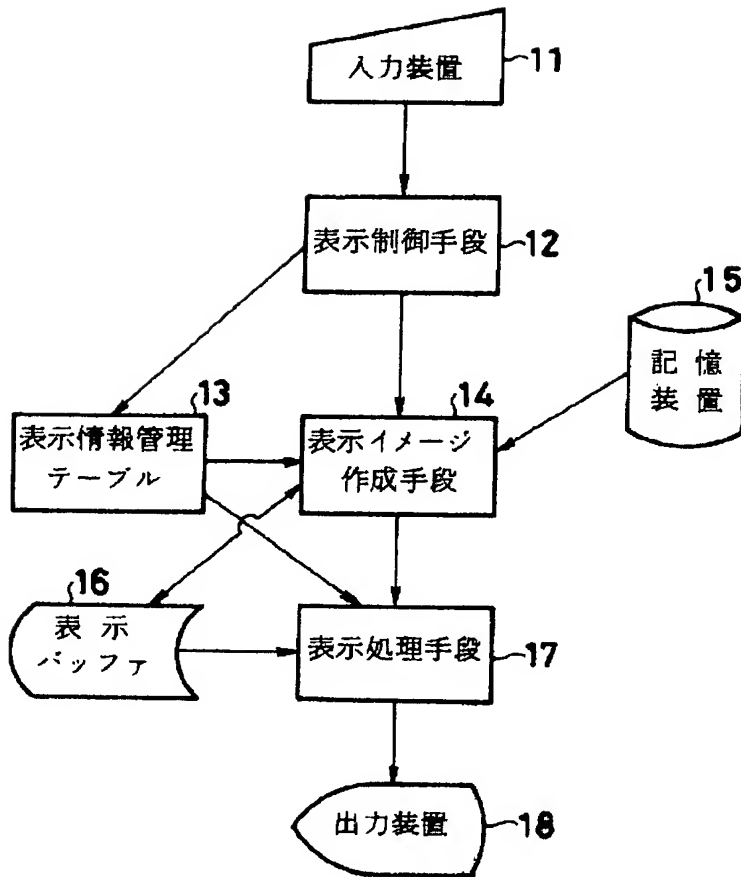 入力装置
11
表示制御手段
12
15
記憶
装置
13
表示情報管理
テーブル
14
表示イメージ
作成手段
16
表示
バッファ
表示処理手段
17
出力装置
18